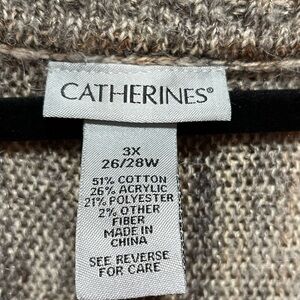 CATHERINES®
3X
26/28W
51% COTTON
26% ACRYLIC
21% POLYESTER
2% OTHER
FIBER
MADE IN
CHINA
SEE REVERSE
FOR CARE